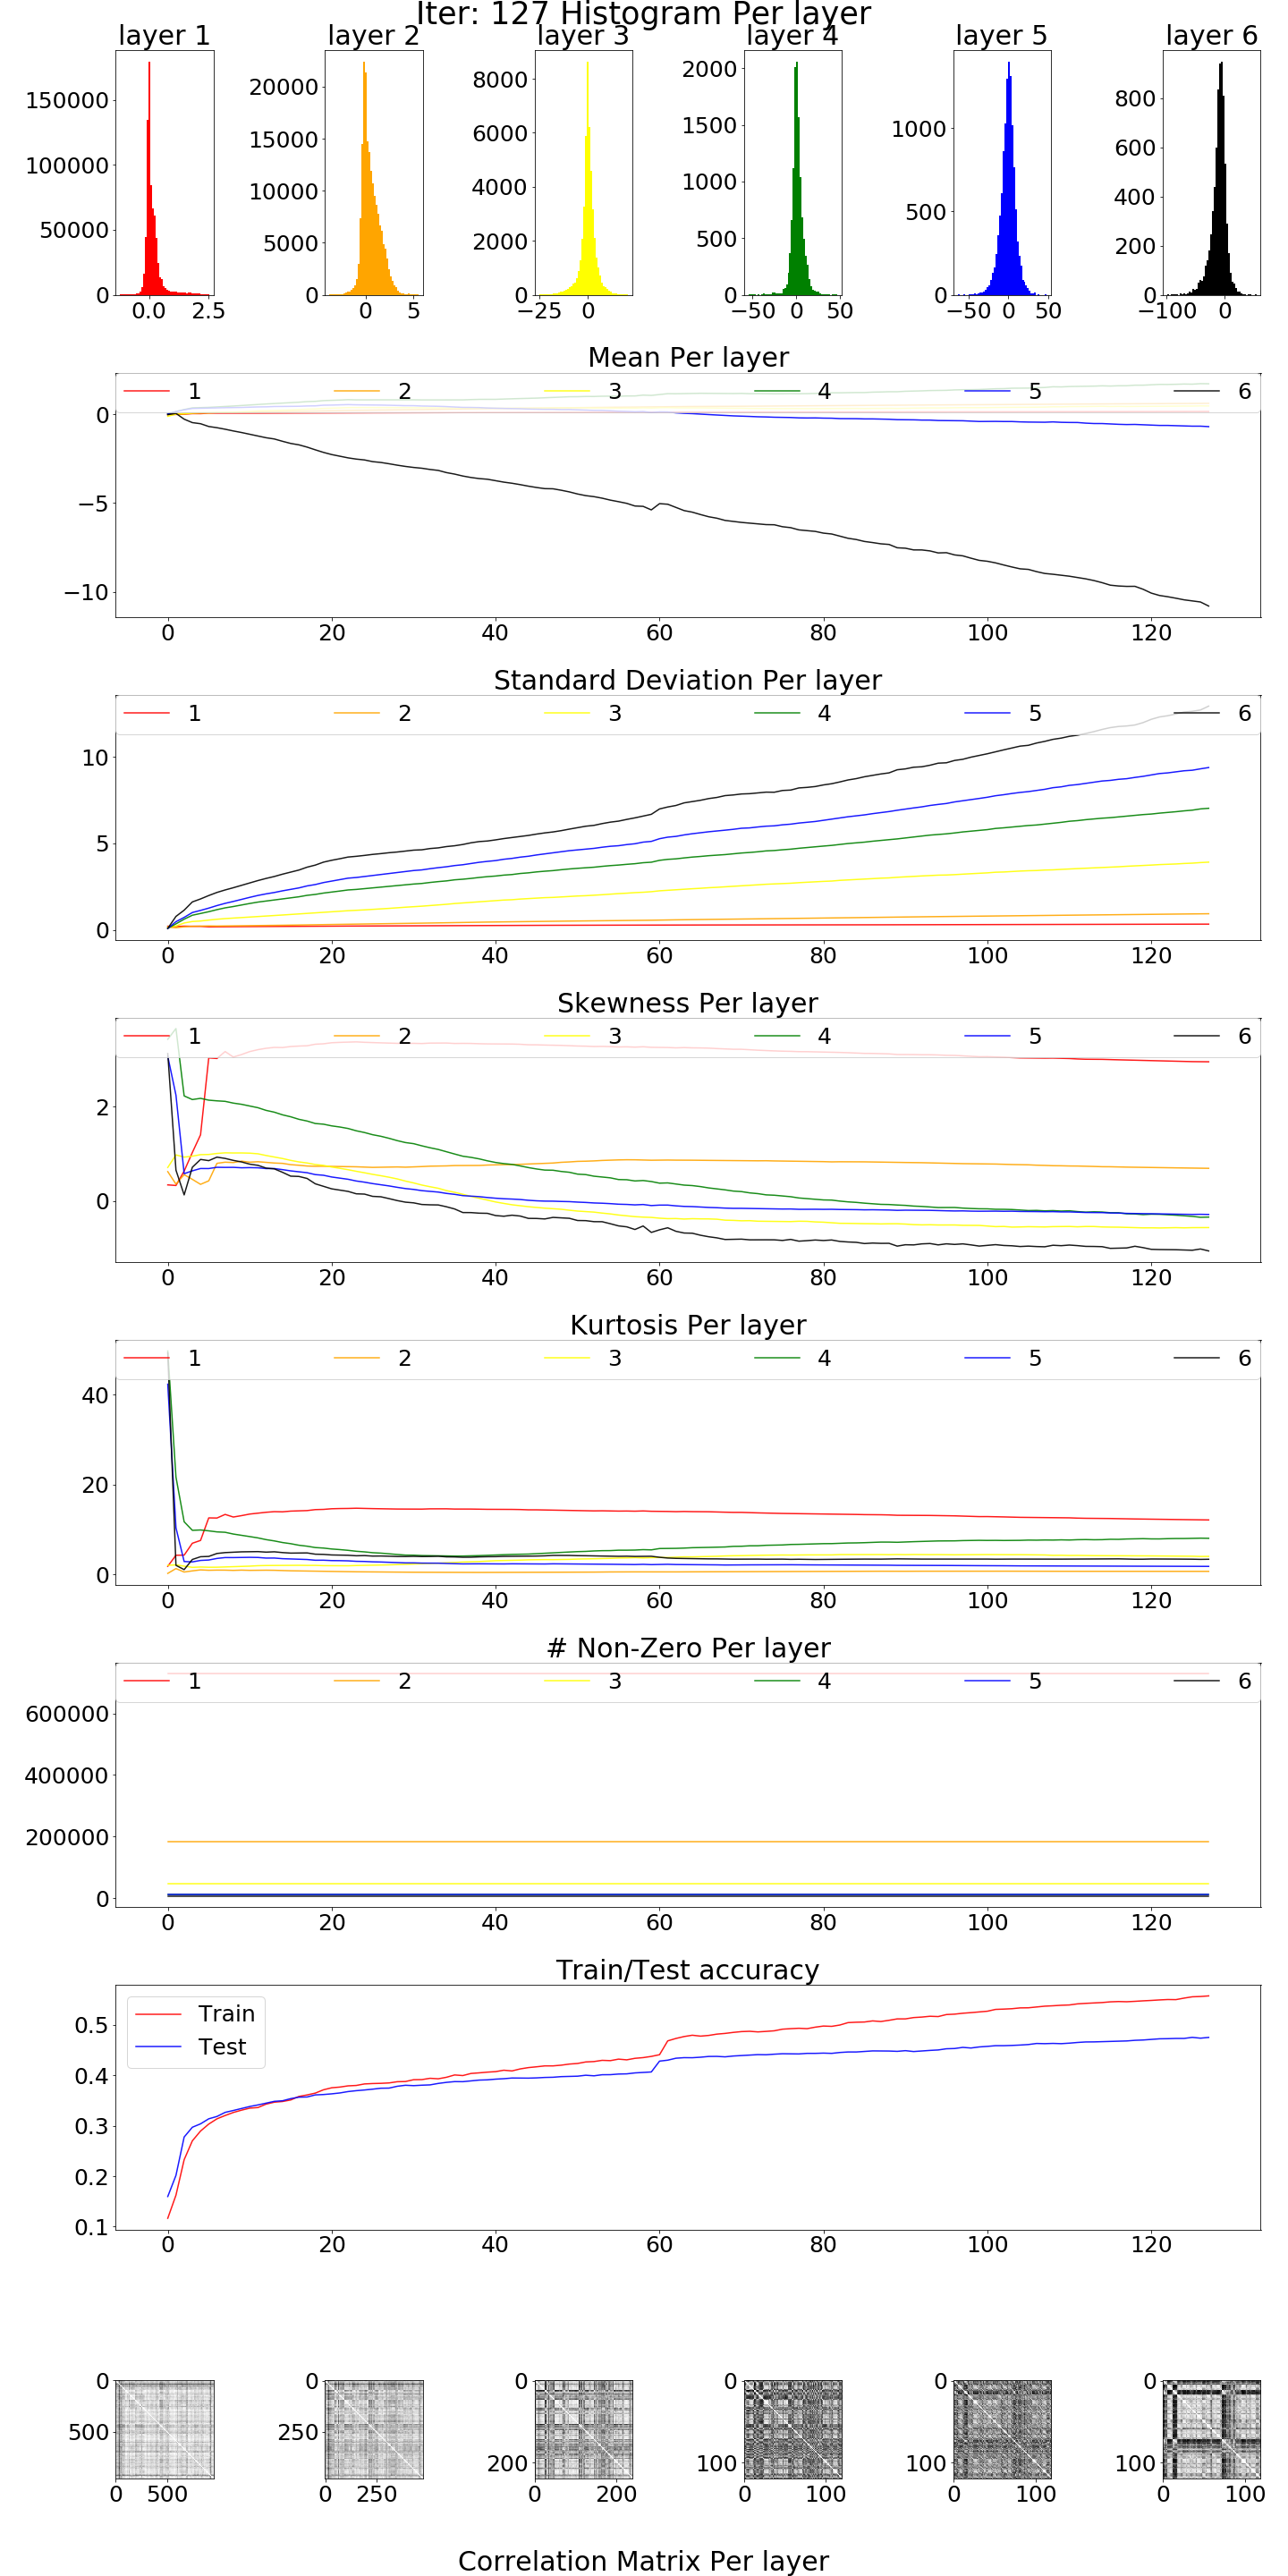 Iter: 127 Histogram Per layer
layer 1 layer 2 layer 3 layer 4 layer 5 layer 6
150000 100000 50000 0 0.0 2.5
20000 15000 10000 5000 0 0 5
8000 6000 4000 2000 0 −25 0
2000 1500 1000 500 0 −50 0 50
1000 500 0 −50 0 50
800 600 400 200 0 −100 0
Mean Per layer
1 2 3 4 5 6
0
−5
−10
0 20 40 60 80 100 120
Standard Deviation Per layer
1 2 3 4 5 6
10
5
0
0 20 40 60 80 100 120
Skewness Per layer
1 2 3 4 5 6
2
0
0 20 40 60 80 100 120
Kurtosis Per layer
1 2 3 4 5 6
40
20
0
0 20 40 60 80 100 120
# Non-Zero Per layer
1 2 3 4 5 6
600000
400000
200000
0
0 20 40 60 80 100 120
Train/Test accuracy
Train
Test
0.5
0.4
0.3
0.2
0.1
0 20 40 60 80 100 120
0 500 0 500
0 250 0 250
0 200 0 200
0 100 0 100
0 100 0 100
0 100 0 100
Correlation Matrix Per layer